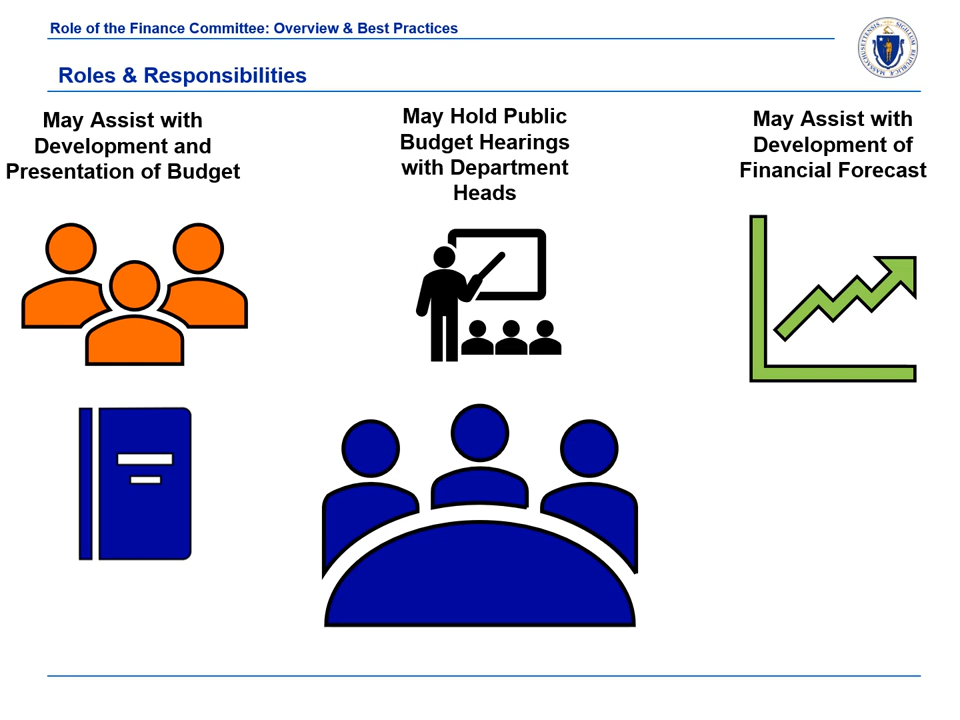 Role of the Finance Committee: Overview & Best Practices
Roles & Responsibilities
May Assist with
Development and
Presentation of Budget
May Hold Public
Budget Hearings
with Department
Heads
May Assist with
Development of
Financial Forecast